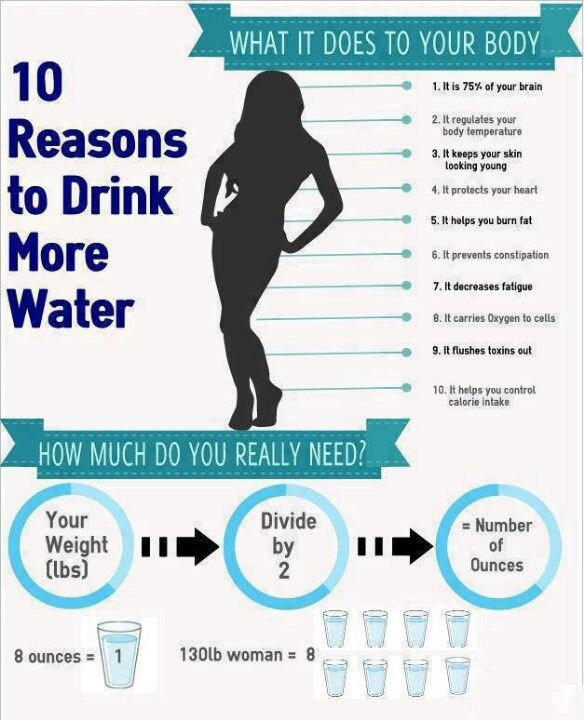 WHAT IT DOES TO YOUR BODY
10
Reasons
to Drink
More
Water
1. It is 75% of your brain
2. It regulates your
body temperature
3. It keeps your skin
looking young
4. It protects your heart
5. It helps you burn fat
6. It prevents constipation
7. It decreases fatigue
8. It carries Oxygen to cells
9. It flushes toxins out
10. It helps you control
calorie intake
HOW MUCH DO YOU REALLY NEED?
Your
Weight
(lbs)
Divide
by
2
= Number
of
Ounces
8 ounces = 1
130lb woman = 8